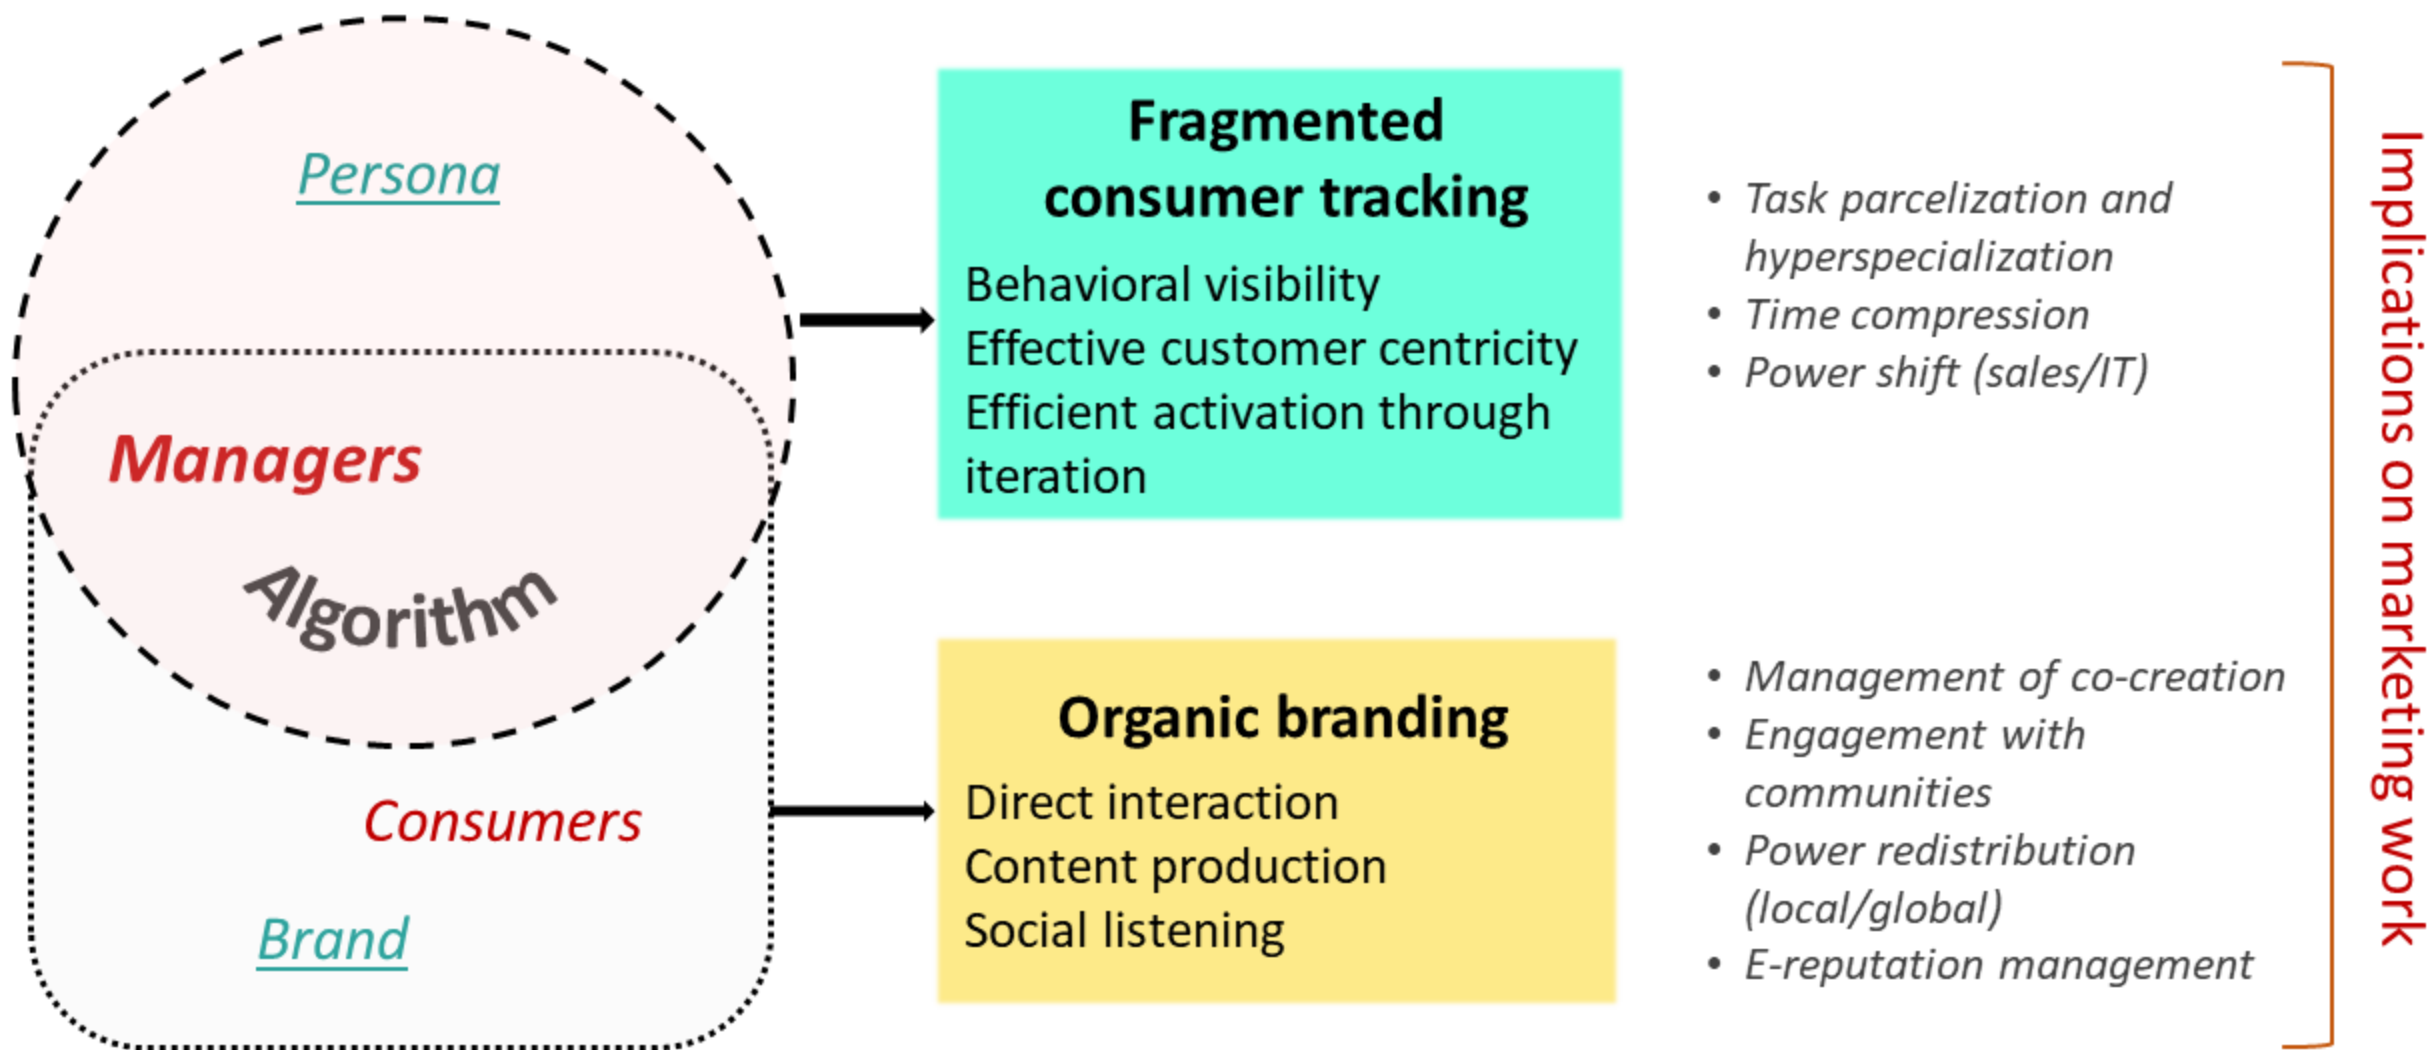 Persona
Managers
Algorithm
Consumers
Brand
Fragmented
consumer tracking
Behavioral visibility
Effective customer centricity
Efficient activation through
iteration
Organic branding
Direct interaction
Content production
Social listening
• Task parcelization and
hyperspecialization
• Time compression
• Power shift (sales/IT)
• Management of co-creation
• Engagement with
communities
• Power redistribution
(local/global)
• E-reputation management
Implications on marketing work